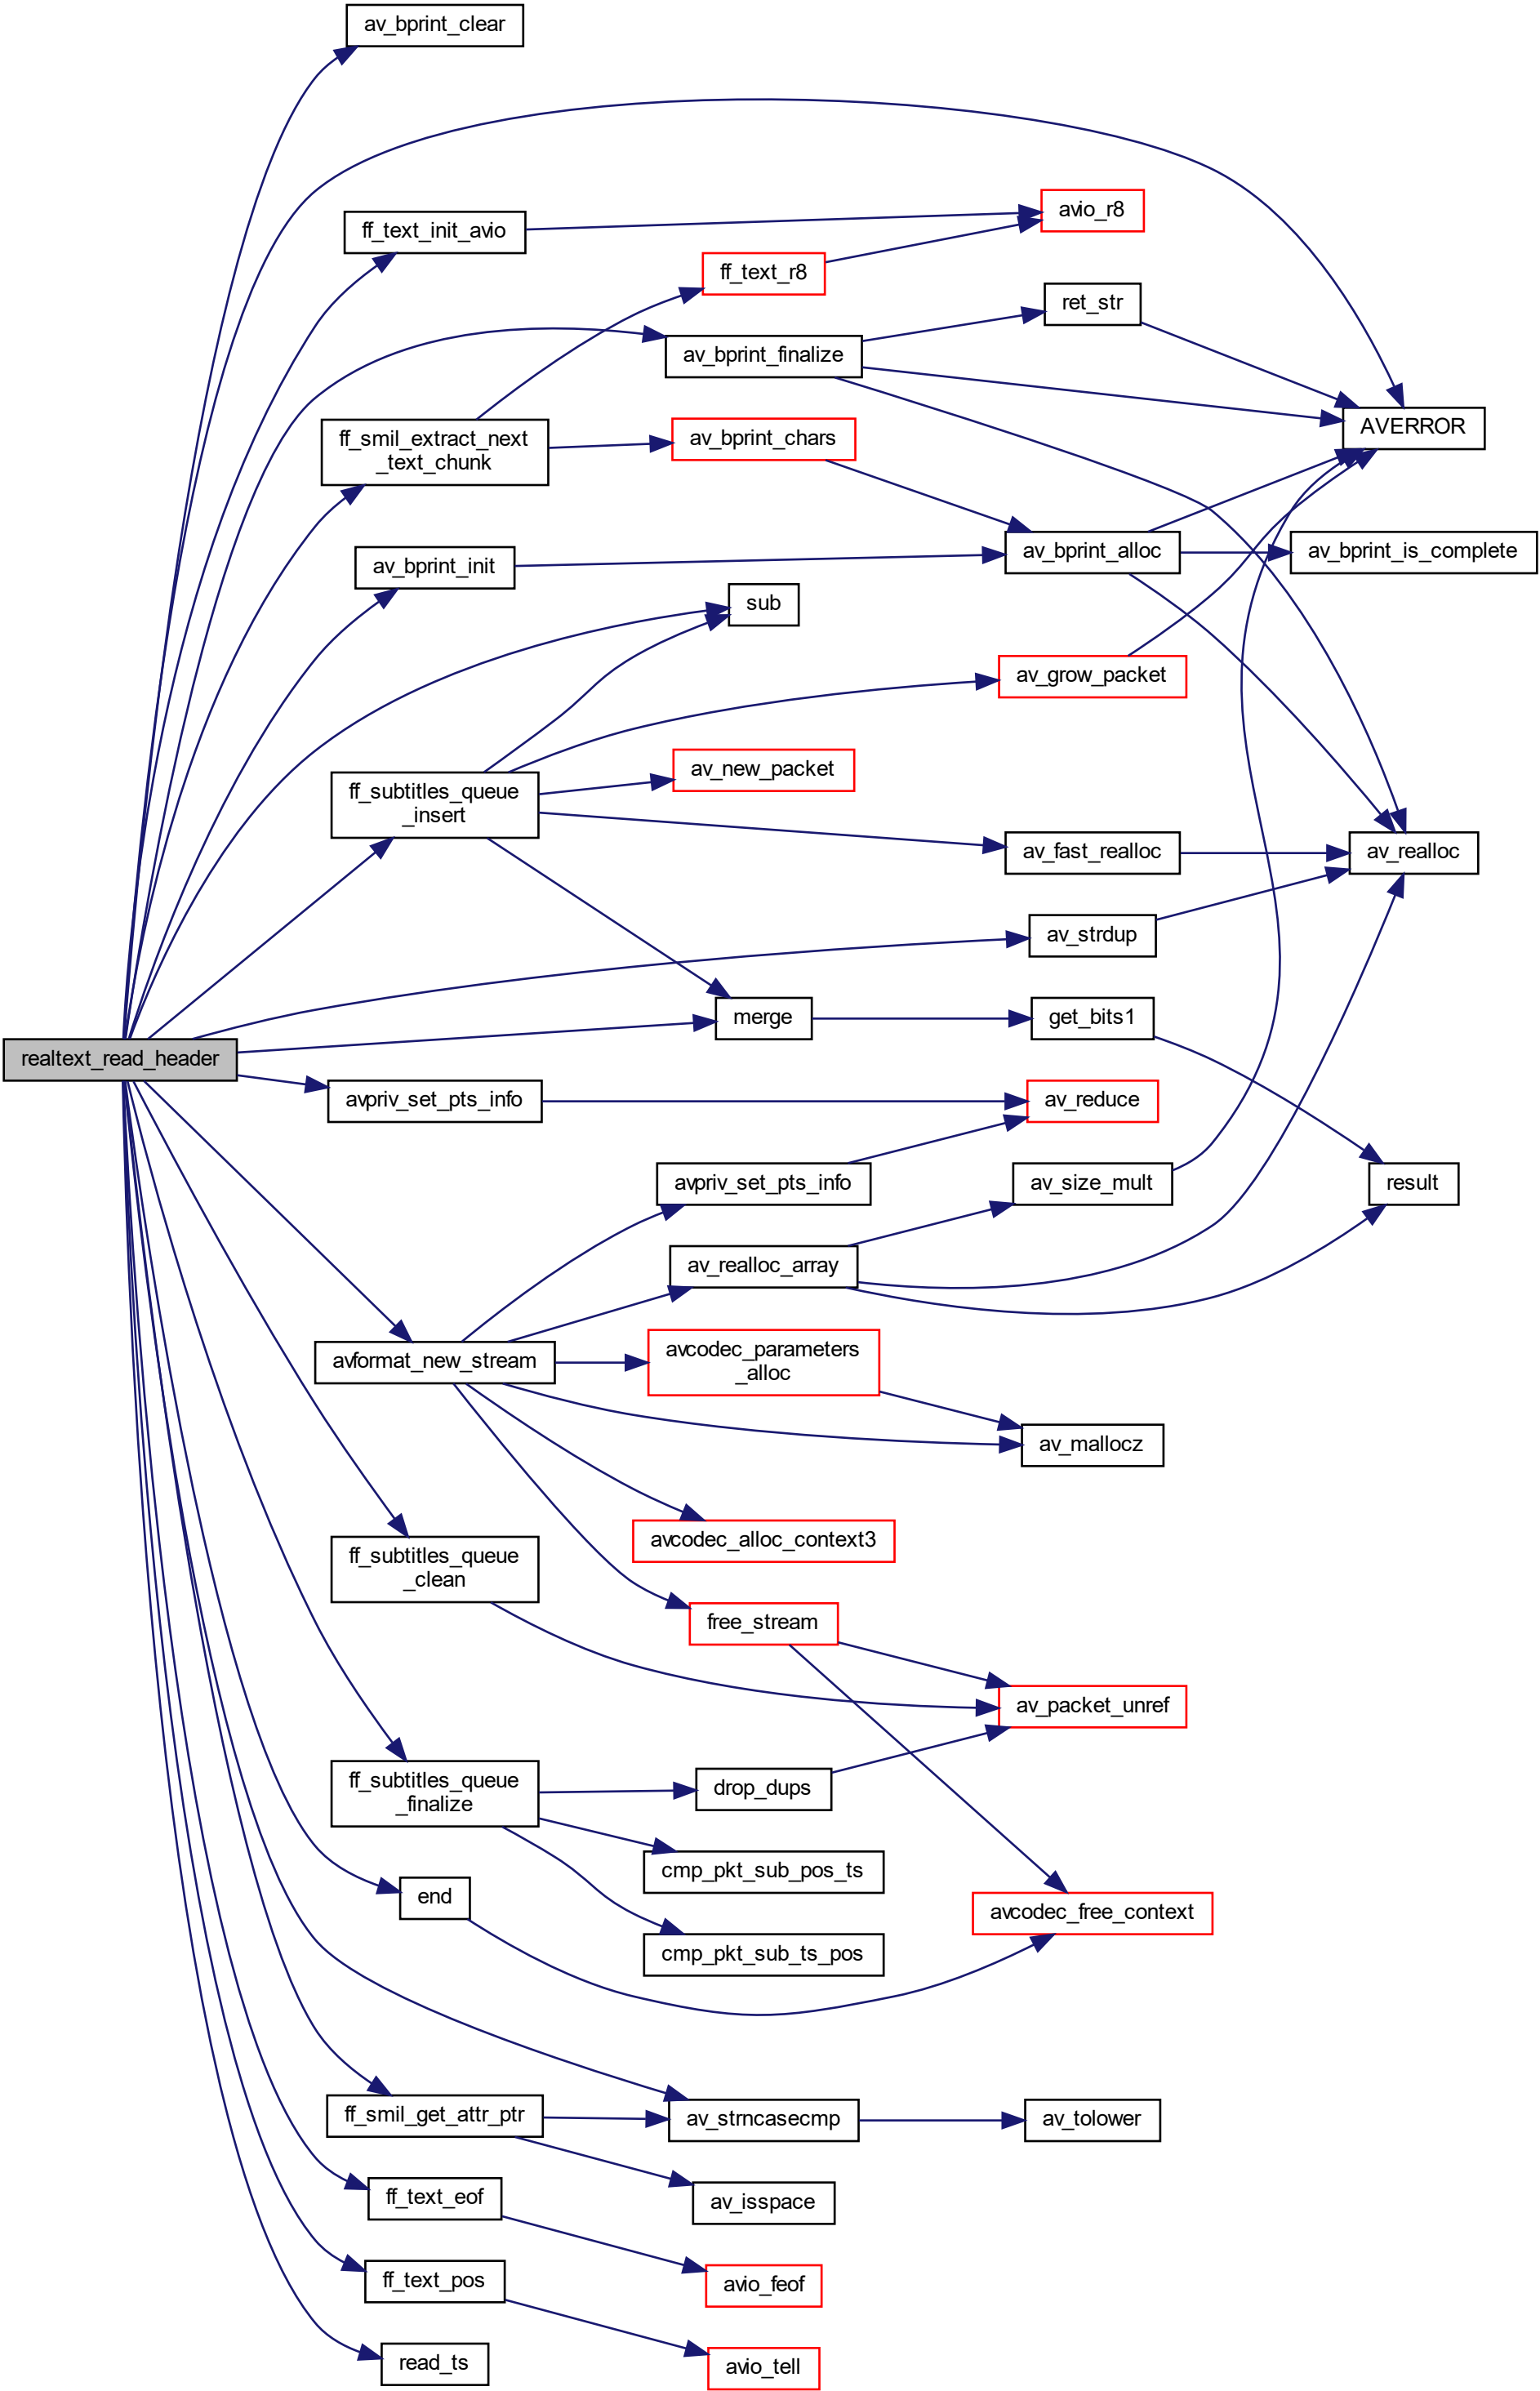 av_bprint_clear
avio_r8
ff_text_init_avio
ff_text_r8
ret_str
av_bprint_finalize
AVERROR
ff_smil_extract_next
_text_chunk
av_bprint_chars
av_bprint_alloc
av_bprint_is_complete
av_bprint_init
sub
av_grow_packet
av_new_packet
ff_subtitles_queue
_insert
av_fast_realloc
av_realloc
av_strdup
merge
get_bits1
realtext_read_header
avpriv_set_pts_info
av_reduce
avpriv_set_pts_info
av_size_mult
result
av_realloc_array
avformat_new_stream
avcodec_parameters
_alloc
av_mallocz
avcodec_alloc_context3
ff_subtitles_queue
_clean
free_stream
av_packet_unref
ff_subtitles_queue
_finalize
drop_dups
cmp_pkt_sub_pos_ts
end
avcodec_free_context
cmp_pkt_sub_ts_pos
ff_smil_get_attr_ptr
av_strncasecmp
av_tolower
ff_text_eof
av_isspace
ff_text_pos
avio_feof
read_ts
avio_tell